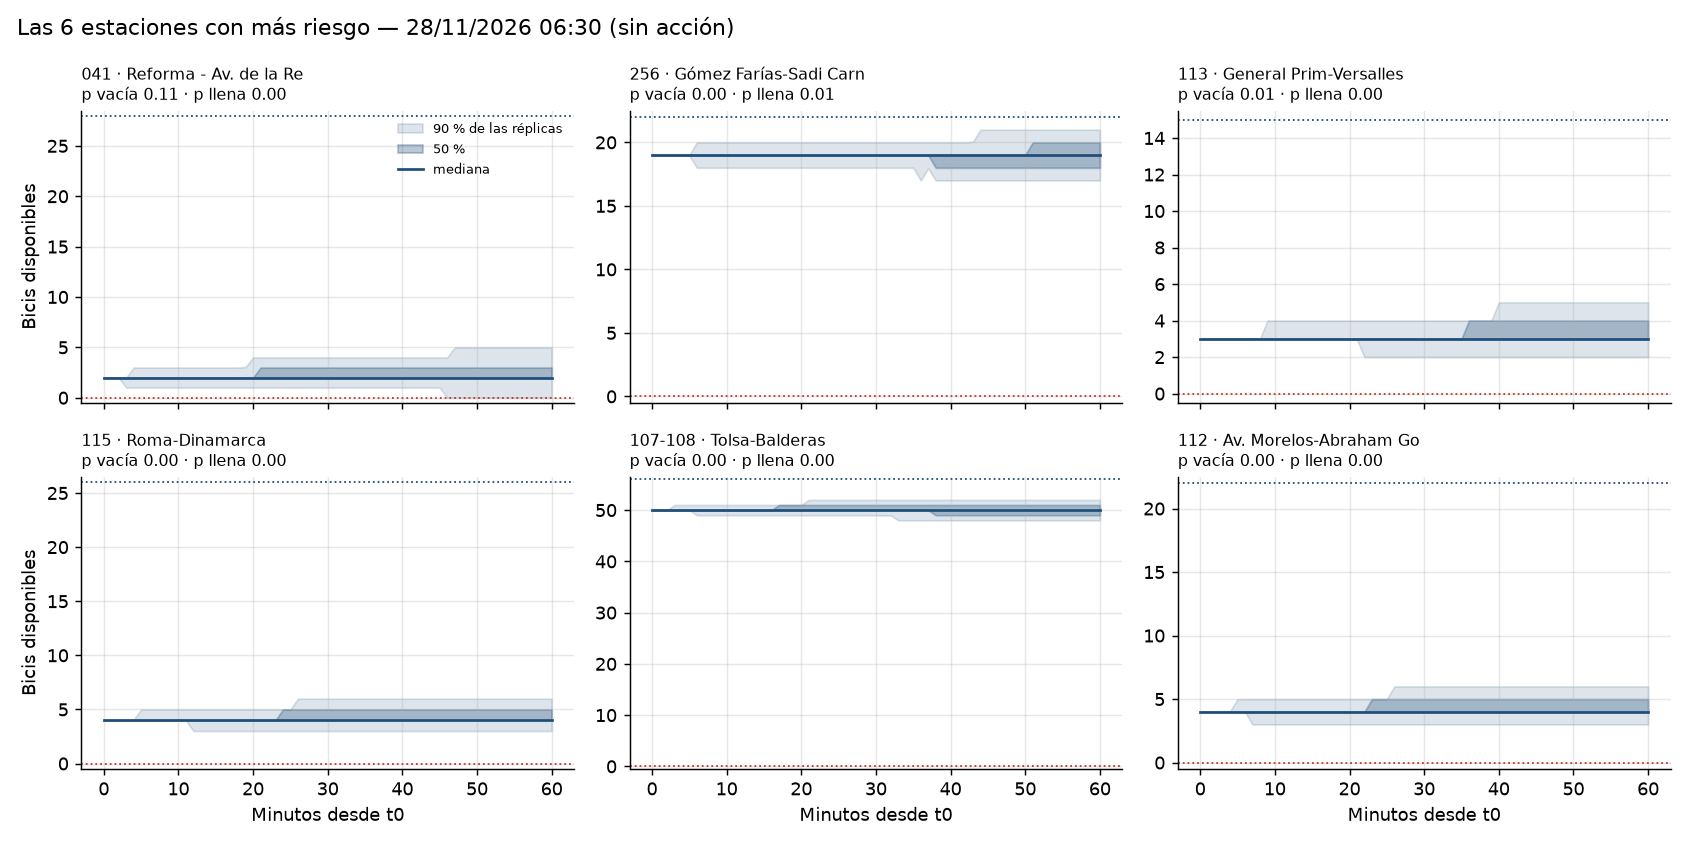 Las 6 estaciones con más riesgo — 28/11/2026 06:30 (sin acción)
041 · Reforma - Av. de la Re
p vacía 0.11 · p llena 0.00
256 · Gómez Farías-Sadi Carn
p vacía 0.00 · p llena 0.01
113 · General Prim-Versalles
p vacía 0.01 · p llena 0.00
90 % de las réplicas
50 %
mediana
Bicis disponibles
25
20
15
10
5
0
20
15
10
5
0
14
12
10
8
6
4
2
0
115 · Roma-Dinamarca
p vacía 0.00 · p llena 0.00
107-108 · Tolsa-Balderas
p vacía 0.00 · p llena 0.00
112 · Av. Morelos-Abraham Go
p vacía 0.00 · p llena 0.00
Bicis disponibles
25
20
15
10
5
0
50
40
30
20
10
0
20
15
10
5
0
0 10 20 30 40 50 60
0 10 20 30 40 50 60
0 10 20 30 40 50 60
Minutos desde t0
Minutos desde t0
Minutos desde t0